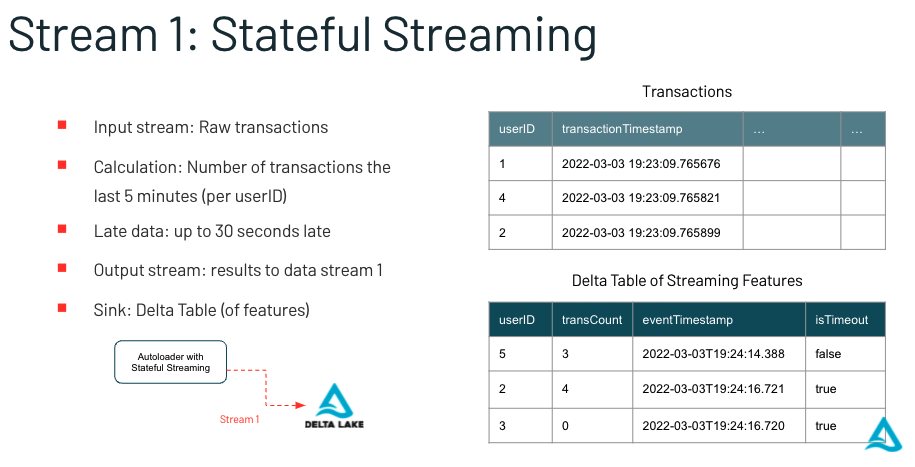 Stream 1: Stateful Streaming
Input stream: Raw transactions
Calculation: Number of transactions the
last 5 minutes (per userID)
Late data: up to 30 seconds late
Output stream: results to data stream 1
Sink: Delta Table (of features)
Autoloader with
Stateful Streaming
Stream 1
DELTA LAKE
Transactions
userID transactionTimestamp ... ...
1 2022-03-03 19:23:09.765676
4 2022-03-03 19:23:09.765821
2 2022-03-03 19:23:09.765899
Delta Table of Streaming Features
userID transCount eventTimestamp isTimeout
5 3 2022-03-03T19:24:14.388 false
2 4 2022-03-03T19:24:16.721 true
3 0 2022-03-03T19:24:16.720 true